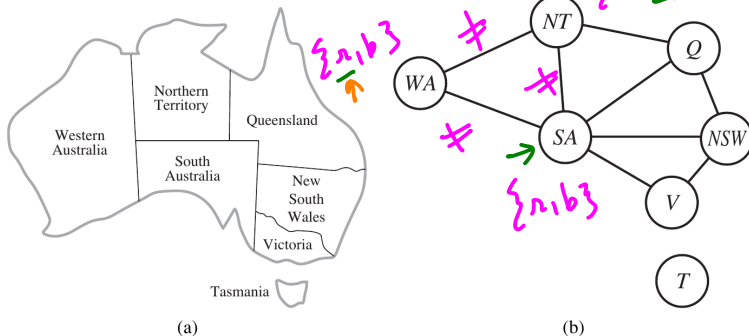 {r,b}
≠
NT
{
Q
WA
≠
Northern
Territory
Western
Australia
Queensland
≠
SA
NSW
South
Australia
New
South
Wales
{r,b}
V
Victoria
Tasmania
T
(a)
(b)